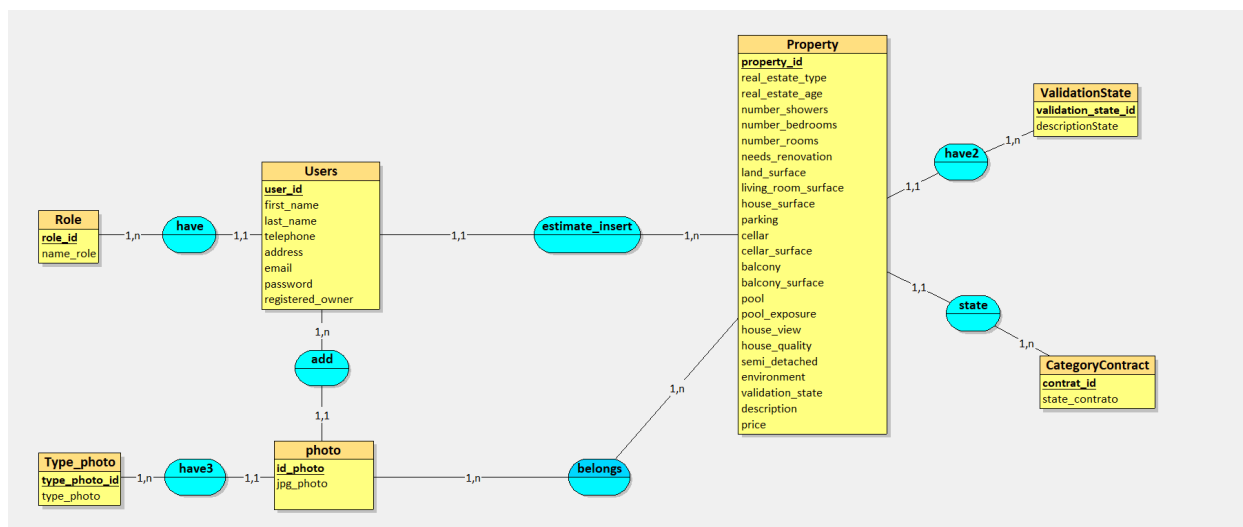 Role
role_id
name_role
1,n
have
1,1
Users
user_id
first_name
last_name
telephone
address
email
password
registered_owner
1,1
estimate_insert
1,n
Property
property_id
real_estate_type
real_estate_age
number_showers
number_bedrooms
number_rooms
needs_renovation
land_surface
living_room_surface
house_surface
parking
cellar
cellar_surface
balcony
balcony_surface
pool
pool_exposure
house_view
house_quality
semi_detached
environment
validation_state
description
price
1,1
have2
1,n
ValidationState
validation_state_id
descriptionState
1,1
state
1,n
CategoryContract
contrat_id
state_contrato
1,n
add
1,1
Type_photo
type_photo_id
type_photo
1,n
have3
1,1
photo
id_photo
jpg_photo
1,n
belongs
1,n